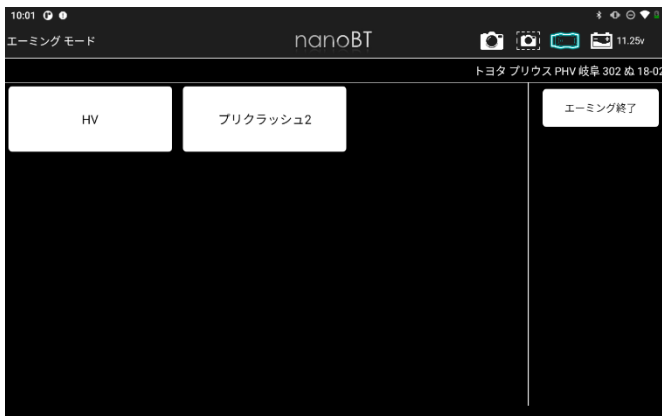 10:01
エーミング モード
nanoBT
11.25v
トヨタ プリウス PHV 岐阜 302 ぬ 18-02
HV
プリクラッシュ2
エーミング終了